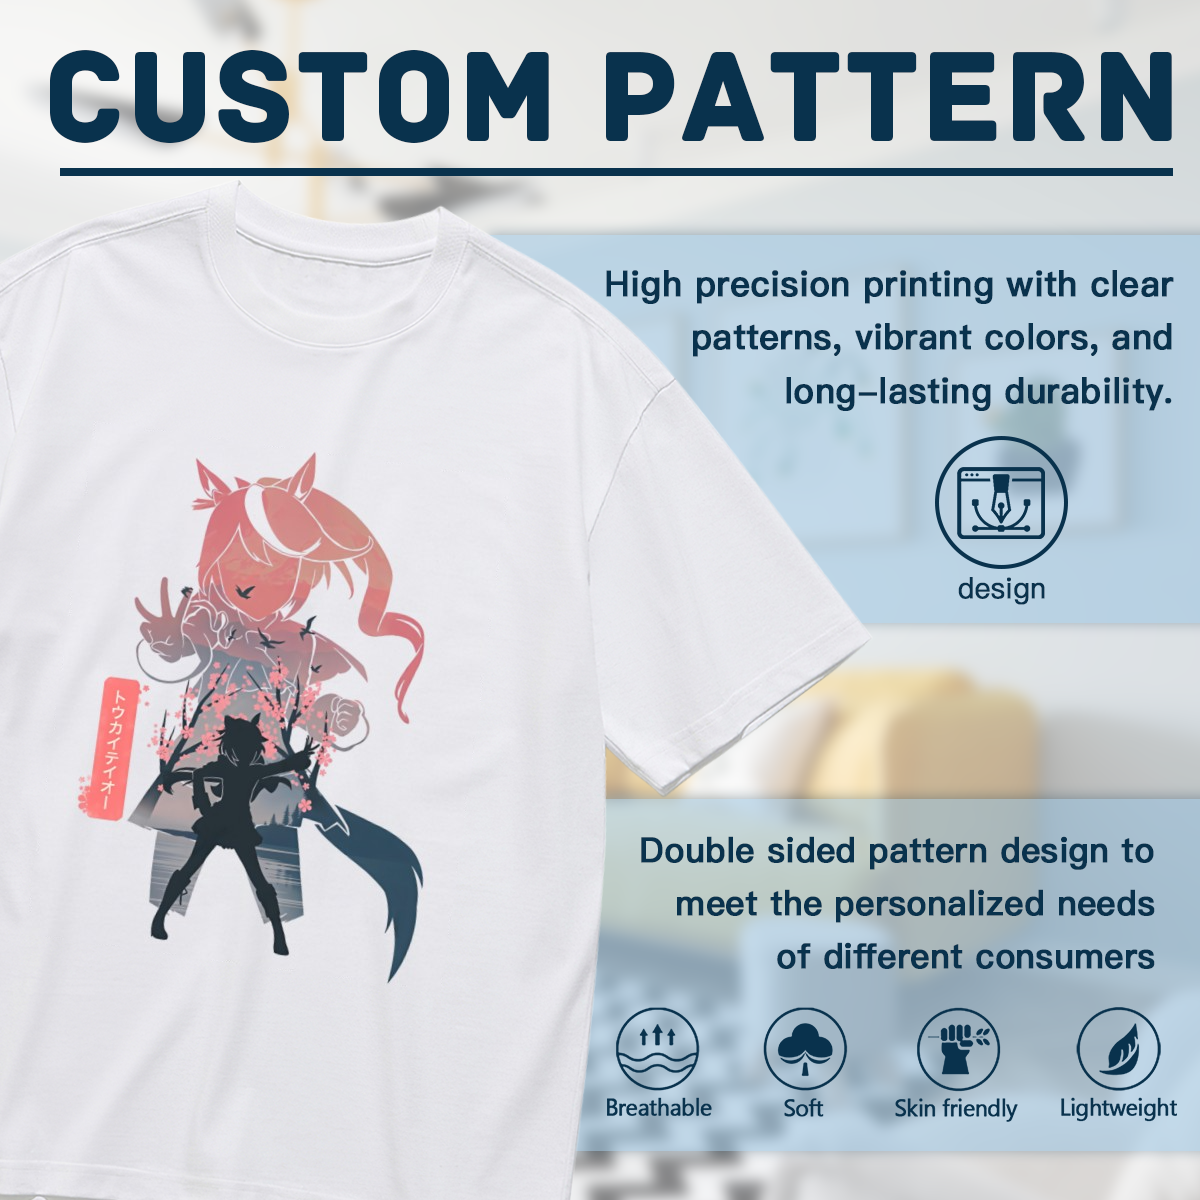 CUSTOM PATTERN
High precision printing with clear
patterns, vibrant colors, and
long–lasting durability.
design
トウカイテイオー
Double sided pattern design to
meet the personalized needs
of different consumers
Breathable
Soft
Skin friendly
Lightweight